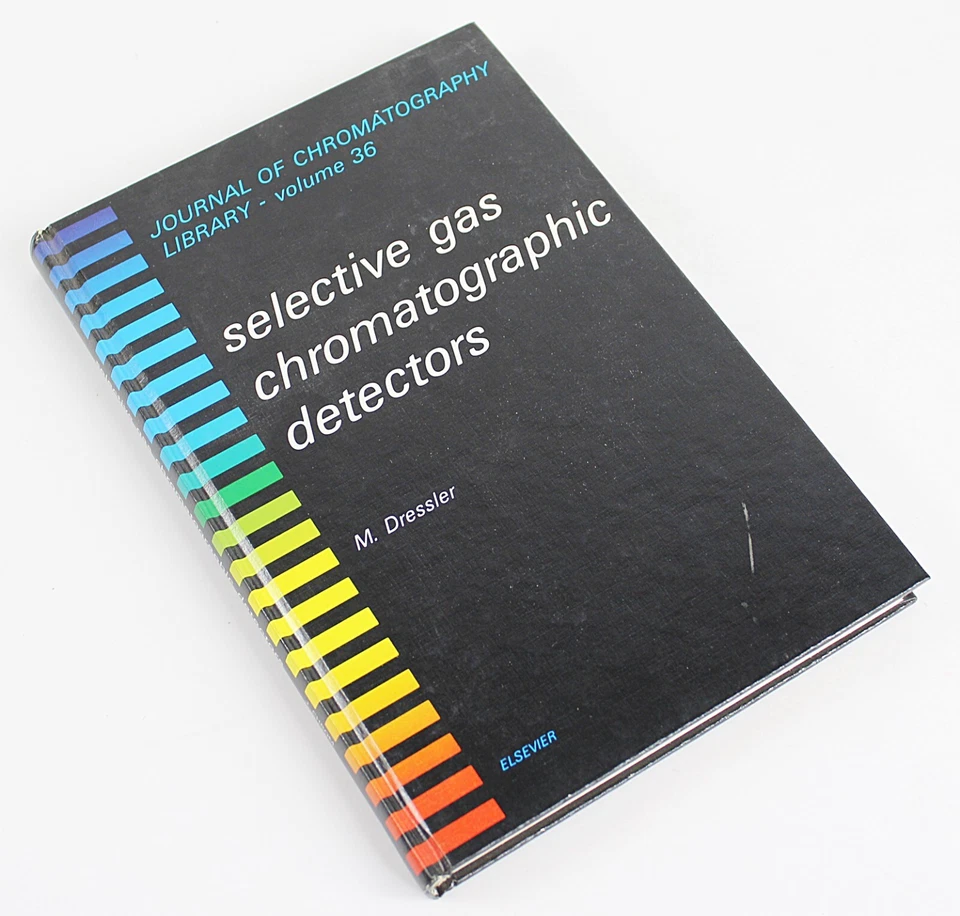 JOURNAL OF CHROMATOGRAPHY
LIBRARY - volume 36
selective gas
chromatographic
detectors
M. Dressler
ELSEVIER